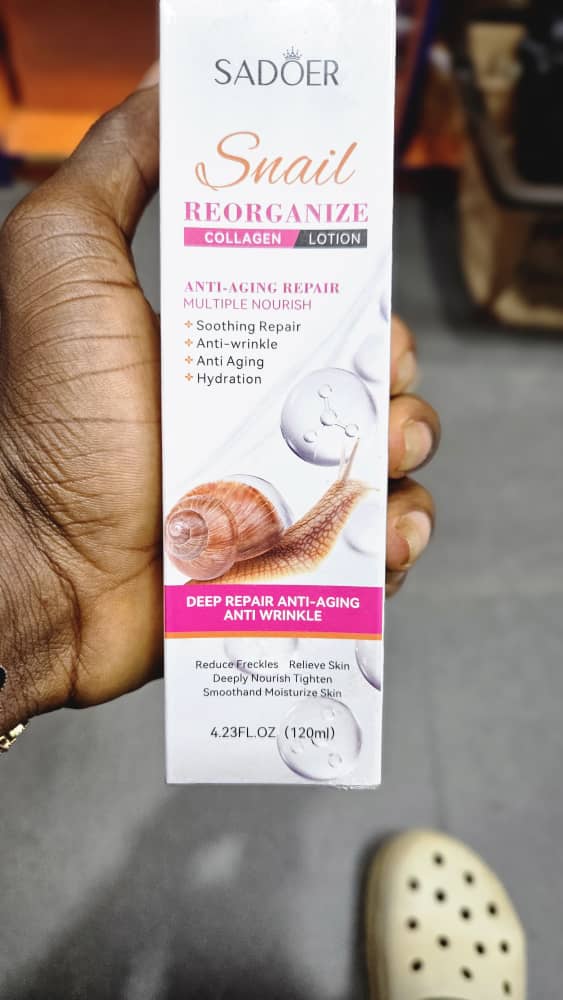 SADOER
Snail
REORGANIZE
COLLAGEN LOTION
ANTI-AGING REPAIR
MULTIPLE NOURISH
Soothing Repair
Anti-wrinkle
Anti Aging
Hydration
DEEP REPAIR ANTI-AGING
ANTI WRINKLE
Reduce Freckles Relieve Skin
Deeply Nourish Tighten
Smoothand Moisturize Skin
4.23FL.OZ (120ml)